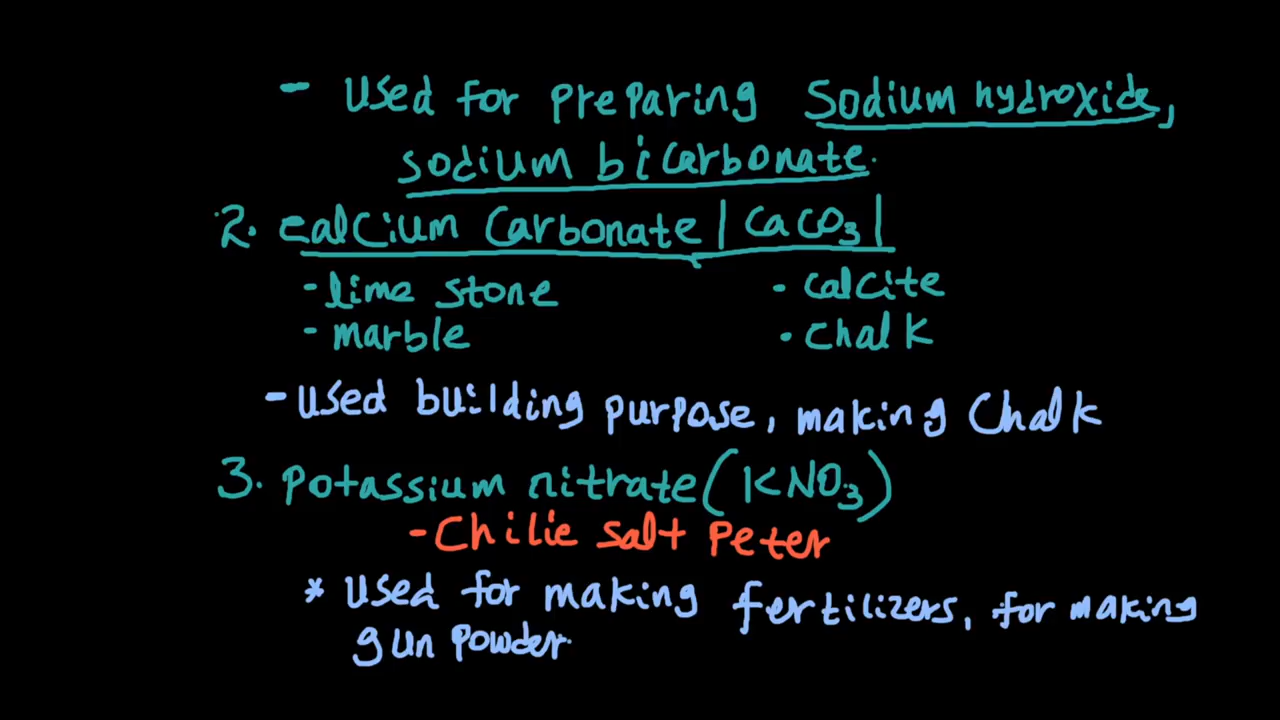 - Used for preparing Sodium hydroxide,
sodium bicarbonate.
2. calcium Carbonate | CaCO3 |
- lime stone • Calcite
- marble • Chalk
- used building purpose, making Chalk
3. Potassium nitrate (KNO3)
- Chilie Salt Peter
* Used for making fertilizers, for making
gun powder.